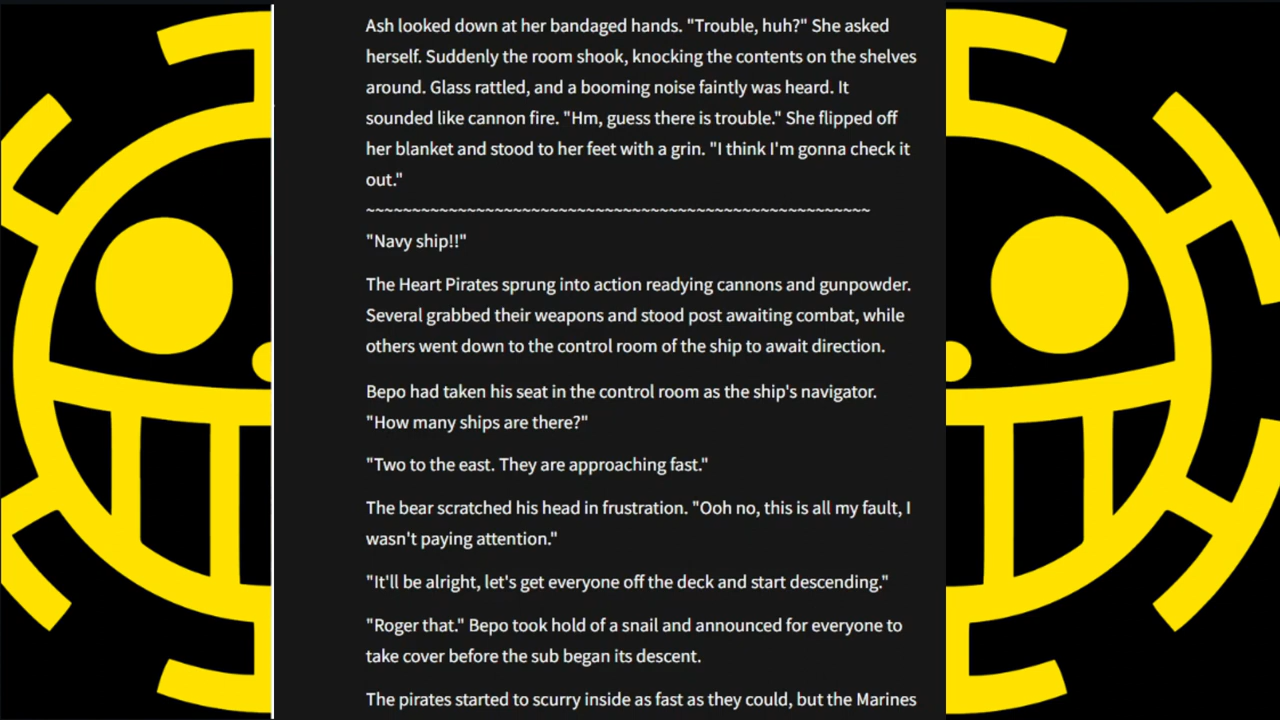 Ash looked down at her bandaged hands. "Trouble, huh?" She asked
herself. Suddenly the room shook, knocking the contents on the shelves
around. Glass rattled, and a booming noise faintly was heard. It
sounded like cannon fire. "Hm, guess there is trouble." She flipped off
her blanket and stood to her feet with a grin. "I think I'm gonna check it
out."
~~~~~~~~~~~~~~~~~~~~~~~~~~~~~~~~~~~~~~~~~~~~~~~~~~~~~~~~
"Navy ship!!"
The Heart Pirates sprung into action readying cannons and gunpowder.
Several grabbed their weapons and stood post awaiting combat, while
others went down to the control room of the ship to await direction.
Bepo had taken his seat in the control room as the ship's navigator.
"How many ships are there?"
"Two to the east. They are approaching fast."
The bear scratched his head in frustration. "Ooh no, this is all my fault, I
wasn't paying attention."
"It'll be alright, let's get everyone off the deck and start descending."
"Roger that." Bepo took hold of a snail and announced for everyone to
take cover before the sub began its descent.
The pirates started to scurry inside as fast as they could, but the Marines